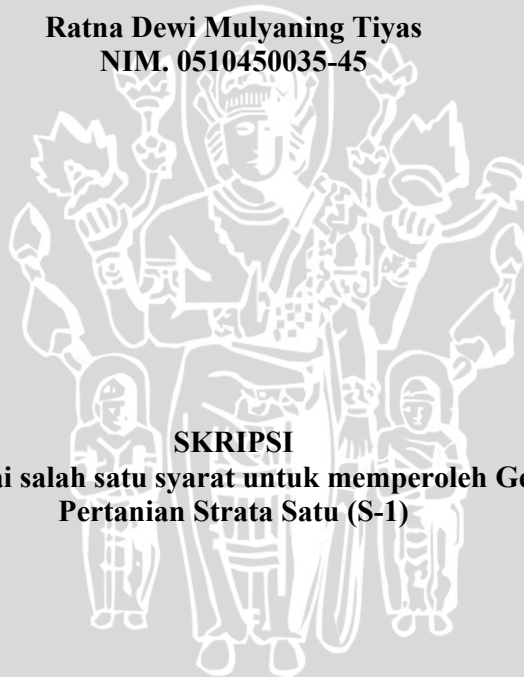 Ratna Dewi Mulyaning Tiyas
NIM. 0510450035-45
SKRIPSI
salah satu syarat untuk memperoleh
Pertanian Strata Satu (S-1)